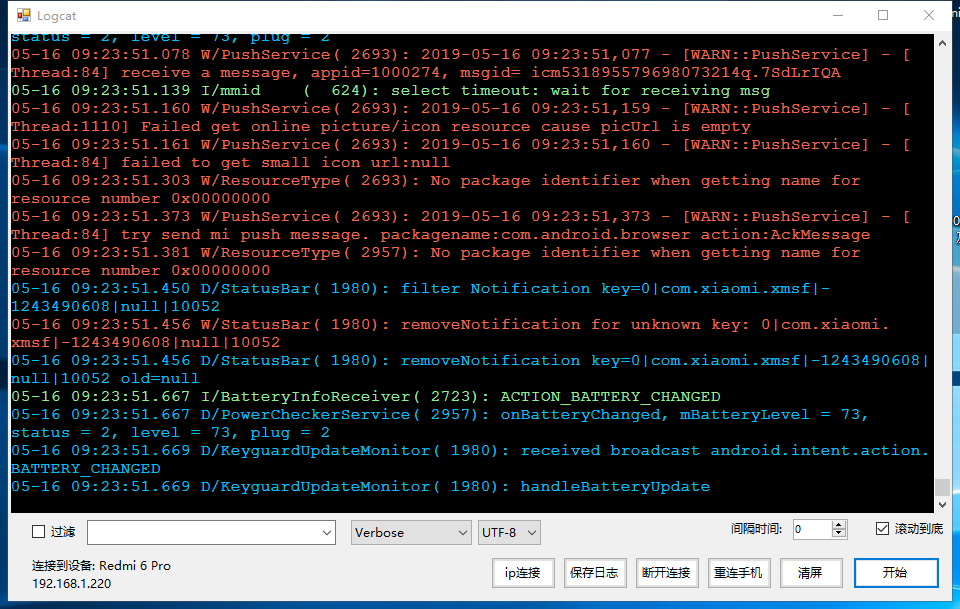 Logcat
status = 2, level = 73, plug = 2
05-16 09:23:51.078 W/PushService( 2693): 2019-05-16 09:23:51,077 - [WARN::PushService] - [
Thread:84] receive a message, appid=1000274, msgid= icm531895579698073214q.7SdLrIQA
05-16 09:23:51.139 I/mmid    (  624): select timeout: wait for receiving msg
05-16 09:23:51.160 W/PushService( 2693): 2019-05-16 09:23:51,159 - [WARN::PushService] - [
Thread:1110] Failed get online picture/icon resource cause picUrl is empty
05-16 09:23:51.161 W/PushService( 2693): 2019-05-16 09:23:51,160 - [WARN::PushService] - [
Thread:84] failed to get small icon url:null
05-16 09:23:51.303 W/ResourceType( 2693): No package identifier when getting name for
resource number 0x00000000
05-16 09:23:51.373 W/PushService( 2693): 2019-05-16 09:23:51,373 - [WARN::PushService] - [
Thread:84] try send mi push message. packagename:com.android.browser action:AckMessage
05-16 09:23:51.381 W/ResourceType( 2957): No package identifier when getting name for
resource number 0x00000000
05-16 09:23:51.450 D/StatusBar( 1980): filter Notification key=0|com.xiaomi.xmsf|-
1243490608|null|10052
05-16 09:23:51.456 W/StatusBar( 1980): removeNotification for unknown key: 0|com.xiaomi.
xmsf|-1243490608|null|10052
05-16 09:23:51.456 D/StatusBar( 1980): removeNotification key=0|com.xiaomi.xmsf|-1243490608|
null|10052 old=null
05-16 09:23:51.667 I/BatteryInfoReceiver( 2723): ACTION_BATTERY_CHANGED
05-16 09:23:51.667 D/PowerCheckerService( 2957): onBatteryChanged, mBatteryLevel = 73,
status = 2, level = 73, plug = 2
05-16 09:23:51.669 D/KeyguardUpdateMonitor( 1980): received broadcast android.intent.action.
BATTERY_CHANGED
05-16 09:23:51.669 D/KeyguardUpdateMonitor( 1980): handleBatteryUpdate
过滤 Verbose UTF-8 间隔时间: 0 滚动到底
连接到设备: Redmi 6 Pro
192.168.1.220
ip连接 保存日志 断开连接 重连手机 清屏 开始